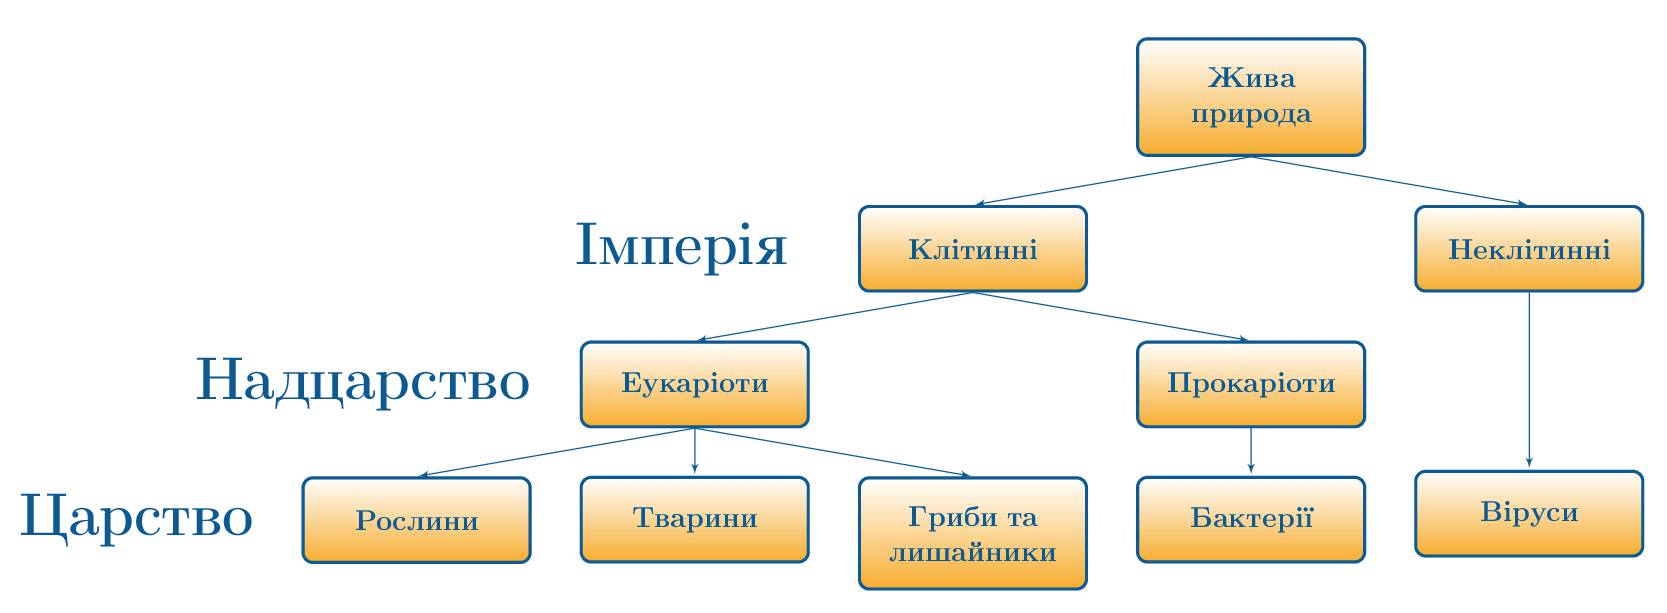 Жива
природа
Імперія
Клітинні
Неклітинні
Надцарство
Еукаріоти
Прокаріоти
Царство
Рослини
Тварини
Гриби та
лишайники
Бактерії
Віруси